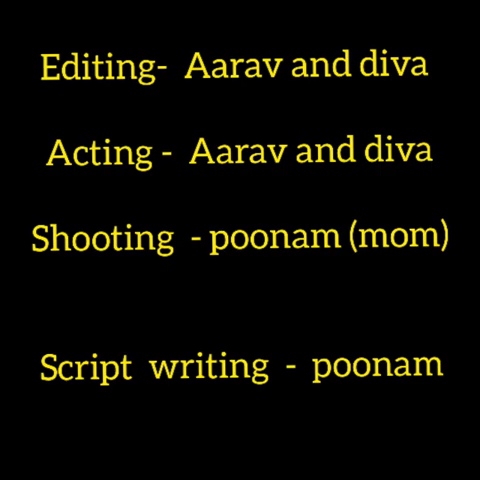 Editing- Aarav and diva
Acting - Aarav and diva
Shooting - poonam (mom)
Script writing - poonam